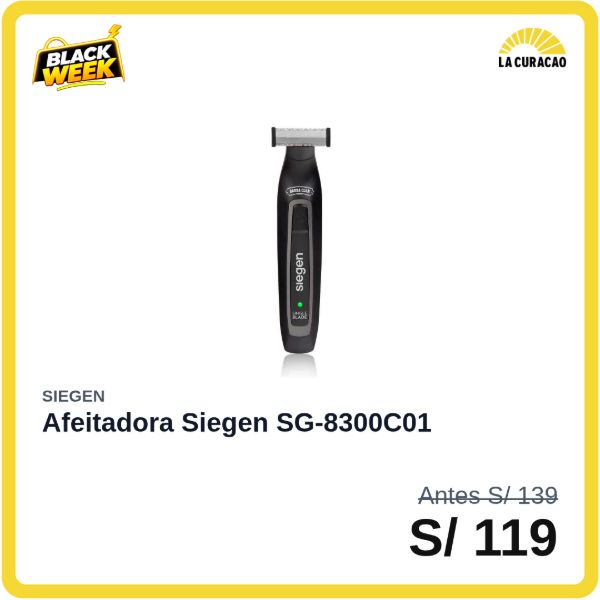 BLACK
WEEK
LA CURACAO
siegen
SIEGEN
Afeitadora Siegen SG-8300C01
Antes S/ 139
S/ 119